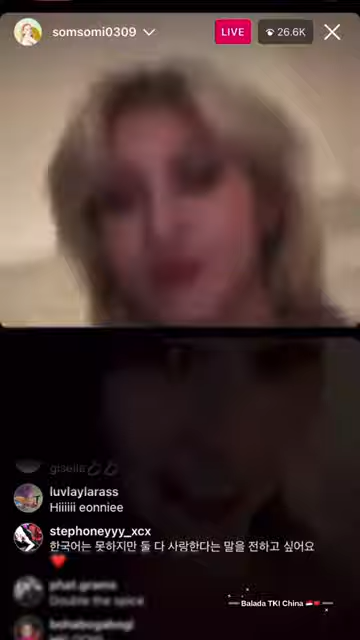 somsomi0309
LIVE
26.6K
gisella
luvlaylarass
Hiiiiii eonniee
stephoneyyy_xcx
한국어는 못하지만 둘 다 사랑한다는 말을 전하고 싶어요
❤️
Double the spice
Balada TKI China